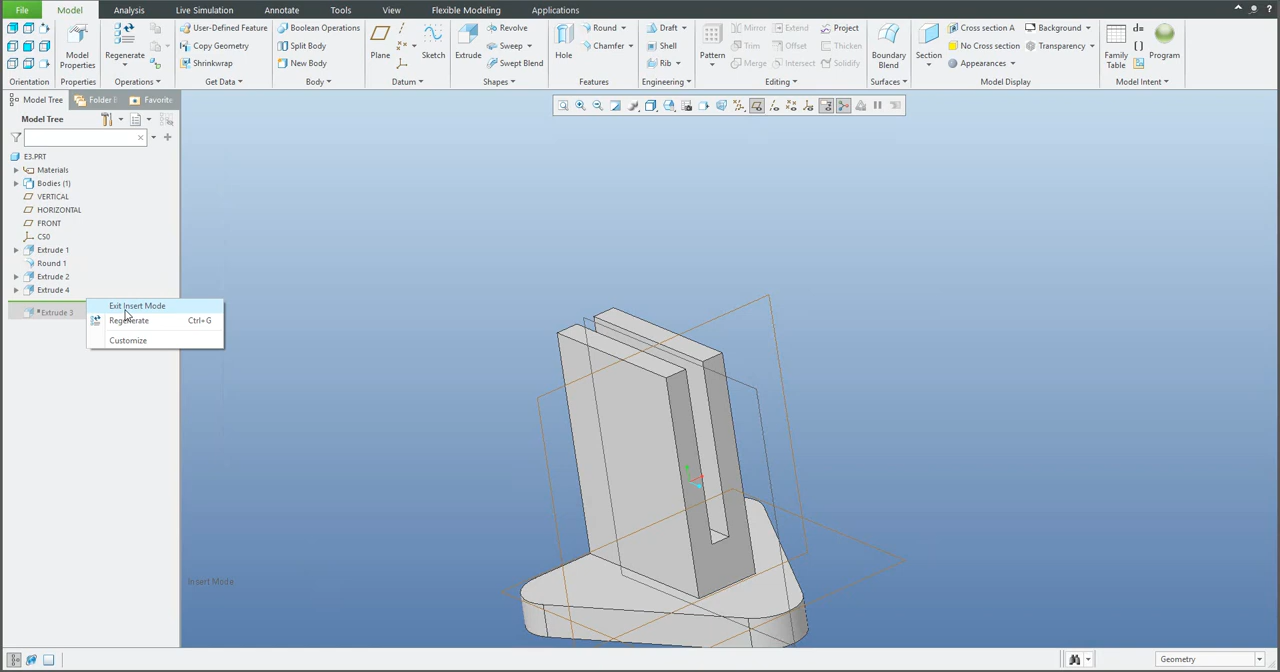 File Model Analysis Live Simulation Annotate Tools View Flexible Modeling Applications
User-Defined Feature
Copy Geometry
Shrinkwrap
Boolean Operations
Split Body
New Body
Revolve
Sweep
Swept Blend
Round
Chamfer
Draft
Shell
Rib
Mirror Extend Project
Trim Offset Thicken
Merge Intersect Solidify
Cross section A
No Cross section
Appearances
Background
Transparency
Model Properties
Regenerate
Plane
Sketch
Extrude
Hole
Pattern
Boundary Blend
Section
Family Table
Program
Orientation Properties Operations Get Data Body Datum Shapes Features Engineering Editing Surfaces Model Display Model Intent
Model Tree Folder Favorite
Model Tree
E3.PRT
Materials
Bodies (1)
VERTICAL
HORIZONTAL
FRONT
CS0
Extrude 1
Round 1
Extrude 2
Extrude 4
*Extrude 3
Exit Insert Mode
Regenerate Ctrl+G
Customize
Insert Mode
Geometry